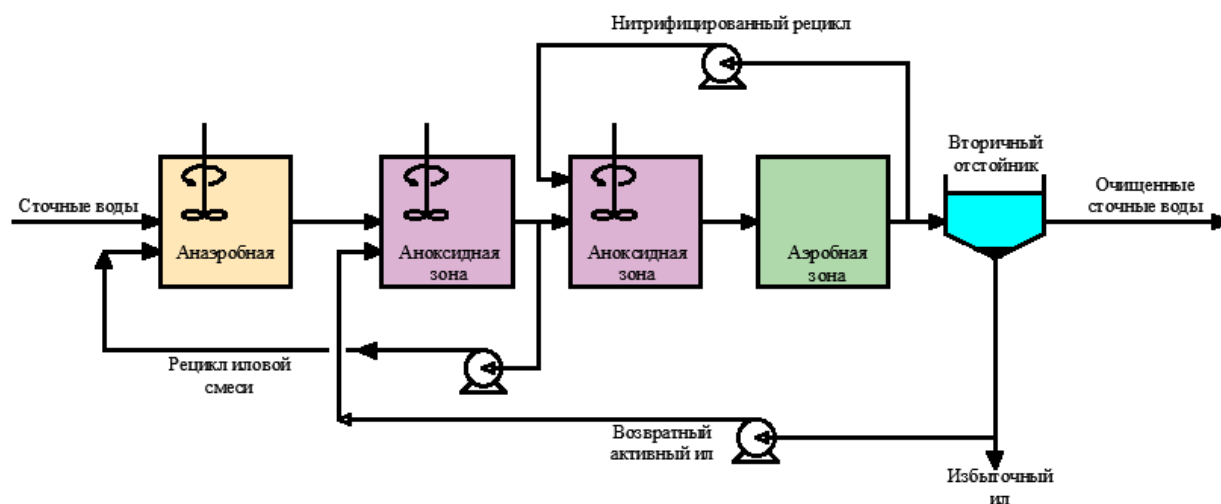 Нитрифицированный рецикл
Вторичный
отстойник
Сточные воды
Очищенные
сточные воды
Анаэробная
Аноксидная
зона
Аноксидная
зона
Аэробная
зона
Рецикл иловой
смеси
Возвратный
активный ил
Избыточный
ил